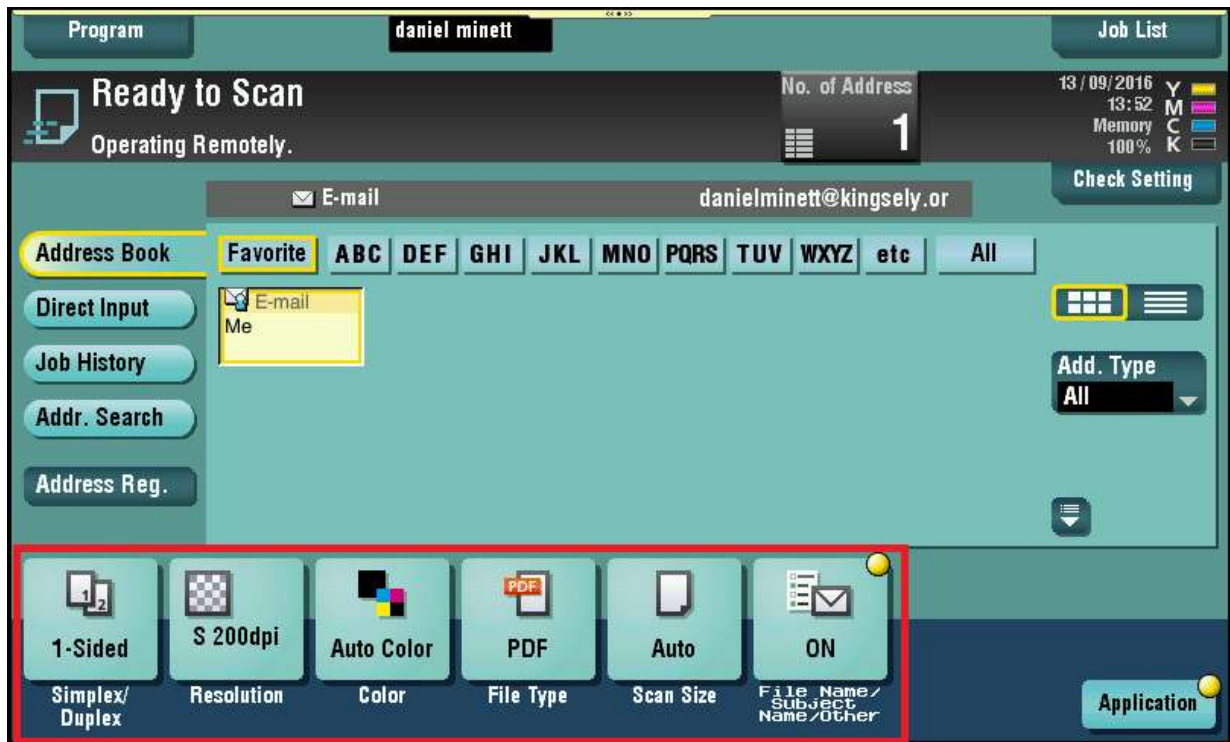 Program daniel minett Job List
Ready to Scan
Operating Remotely.
No. of Address
1
13/09/2016
13:52
Memory
100%
Y
M
C
K
E-mail danielminett@kingsely.or
Check Setting
Address Book
Direct Input
Job History
Addr. Search
Address Reg.
Favorite ABC DEF GHI JKL MNO PQRS TUV WXYZ etc All
E-mail
Me
Add. Type
All
1 2
1-Sided
Simplex/
Duplex
S 200dpi
Resolution
Auto Color
Color
PDF
PDF
File Type
Auto
Scan Size
ON
File Name/
Subject
Name/Other
Application